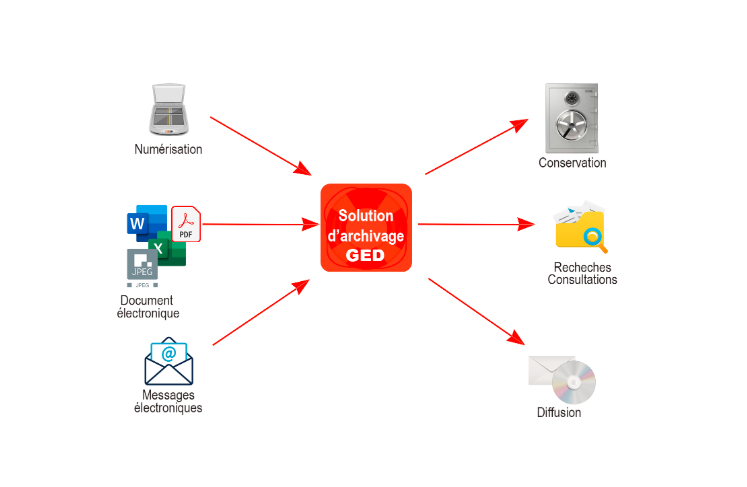 Numérisation
W
PDF
X
JPEG
JPEG
Document
électronique
@
Messages
électroniques
Solution
d'archivage
GED
Conservation
Recheches
Consultations
Diffusion